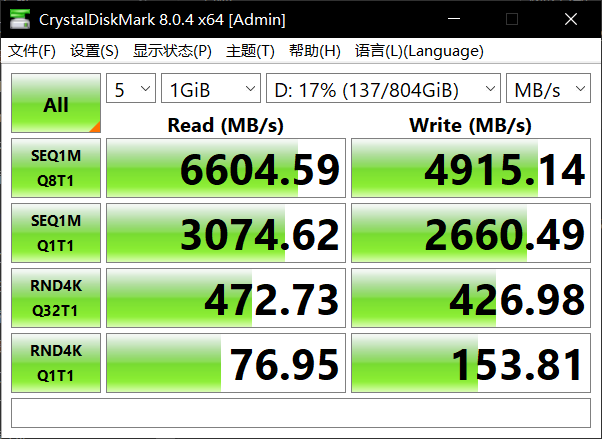 CrystalDiskMark 8.0.4 x64 [Admin]
文件(F) 设置(S) 显示状态(P) 主题(T) 帮助(H) 语言(L)(Language)
All 5 1GiB D: 17% (137/804GiB) MB/s
Read (MB/s) Write (MB/s)
SEQ1M
Q8T1 6604.59 4915.14
SEQ1M
Q1T1 3074.62 2660.49
RND4K
Q32T1 472.73 426.98
RND4K
Q1T1 76.95 153.81